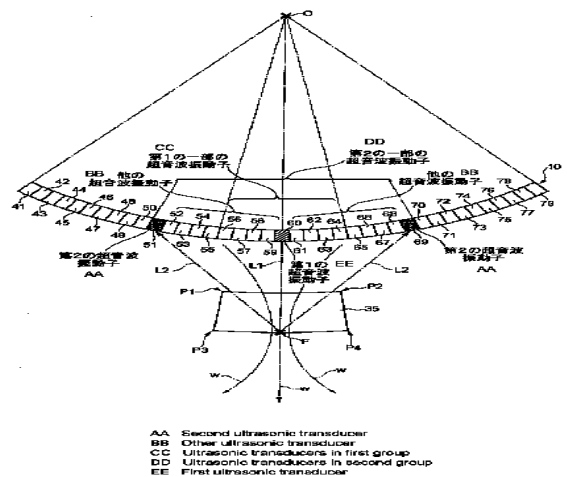 O
CC
第1の一部の
超音波振動子
DD
第2の一部の
超音波振動子
BB 他の
超音波振動子
他の BB
超音波振動子
10
42 44 46 48 50 52 54 56 58 60 62 64 66 68 70 72 74 76 78
41 43 45 47 49 51 53 55 57 59 61 63 65 67 69 71 73 75 77 79
第2の超音波
振動子
AA
L2
L1
第1の
超音波
振動子
EE
L2
第2の超音波
振動子
AA
P1
P2
35
P3
F
P4
W
W
W
T
AA Second ultrasonic transducer
BB Other ultrasonic transducer
CC Ultrasonic transducers in first group
DD Ultrasonic transducers in second group
EE First ultrasonic transducer